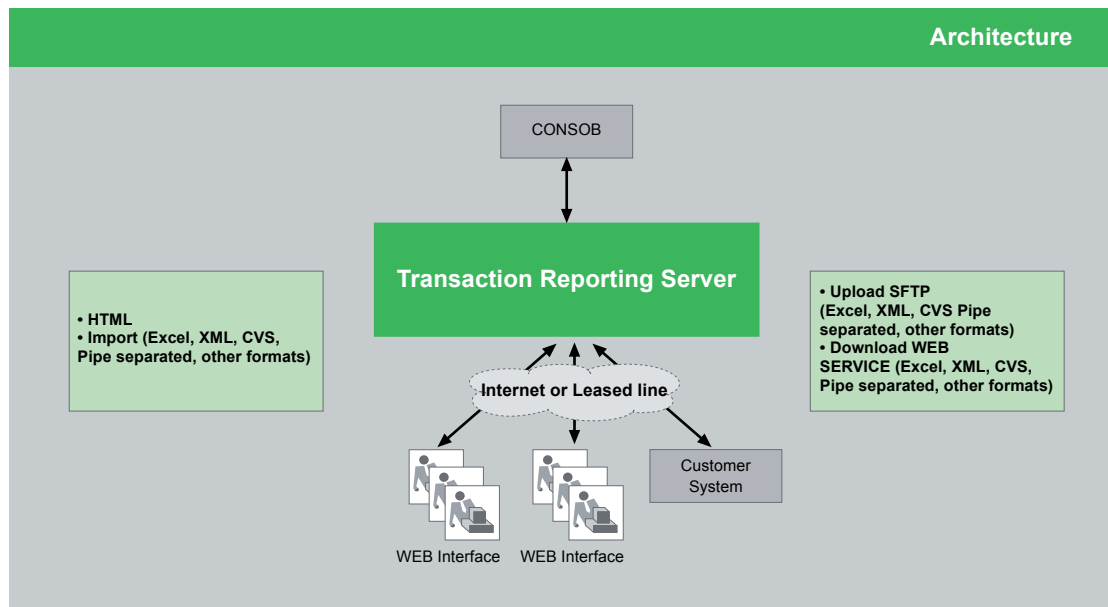 Architecture
CONSOB
Transaction Reporting Server
• HTML
• Import (Excel, XML, CVS,
Pipe separated, other formats)
• Upload SFTP
(Excel, XML, CVS Pipe
separated, other formats)
• Download WEB
SERVICE (Excel, XML, CVS,
Pipe separated, other formats)
Internet or Leased line
Customer
System
WEB Interface
WEB Interface